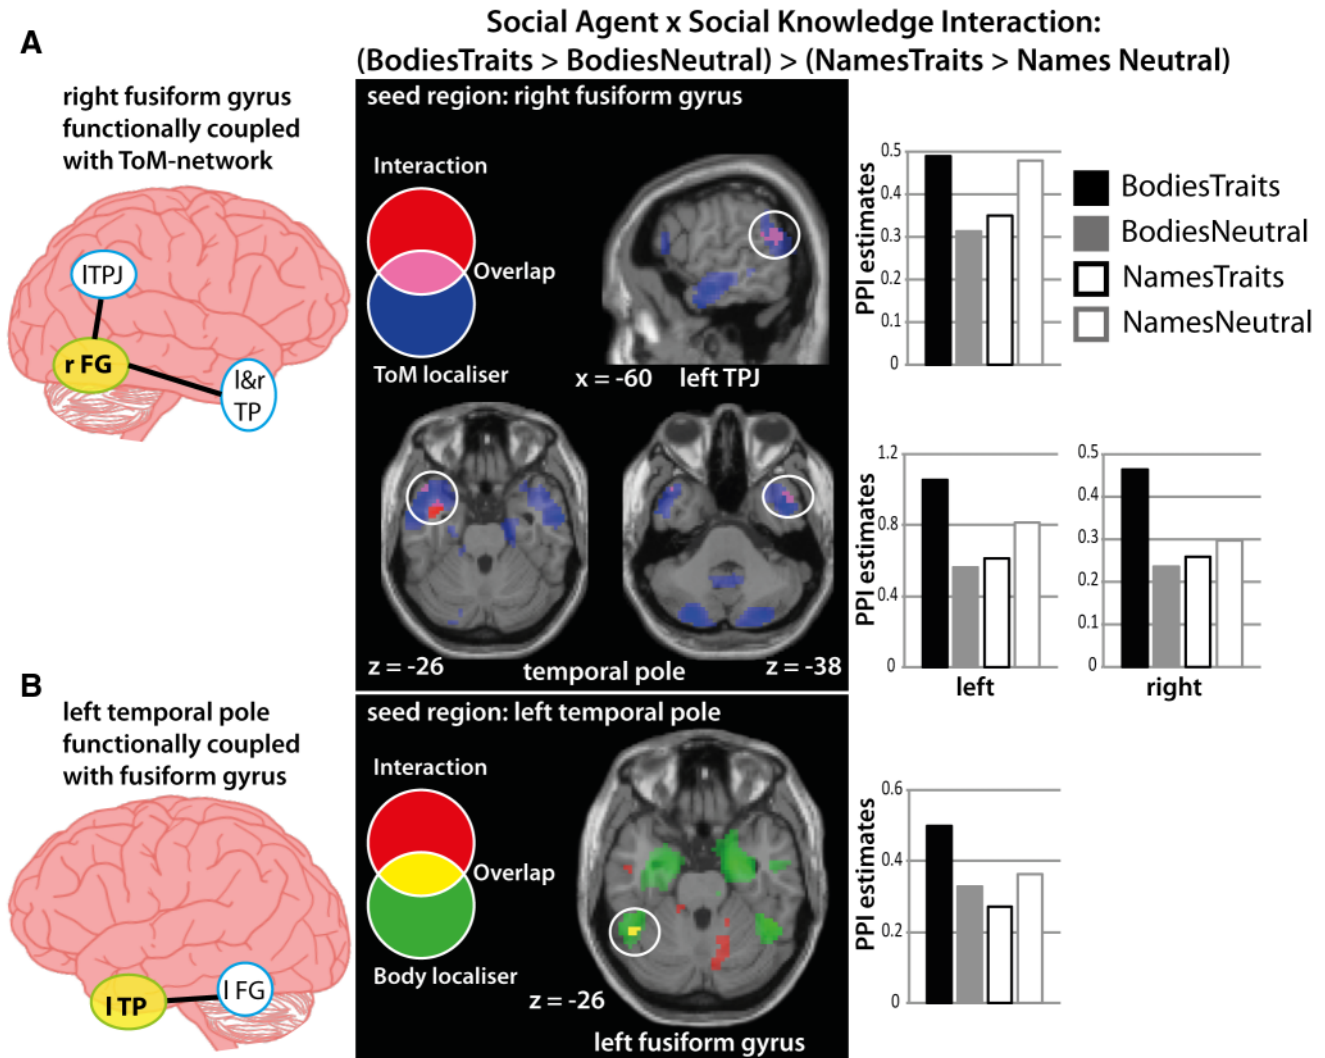 A
Social Agent x Social Knowledge Interaction:
(BodiesTraits > BodiesNeutral) > (NamesTraits > Names Neutral)
right fusiform gyrus
functionally coupled
with ToM-network
lTPJ
r FG
l&r
TP
seed region: right fusiform gyrus
Interaction
Overlap
ToM localiser
x = -60 left TPJ
z = -26
temporal pole
z = -38
PPI estimates
0.5
0.4
0.3
0.2
0.1
0
BodiesTraits
BodiesNeutral
NamesTraits
NamesNeutral
PPI estimates
1.2
0.8
0.4
0
left
PPI estimates
0.5
0.4
0.3
0.2
0.1
0
right
B
left temporal pole
functionally coupled
with fusiform gyrus
l TP
l FG
seed region: left temporal pole
Interaction
Overlap
Body localiser
z = -26
left fusiform gyrus
PPI estimates
0.6
0.4
0.2
0